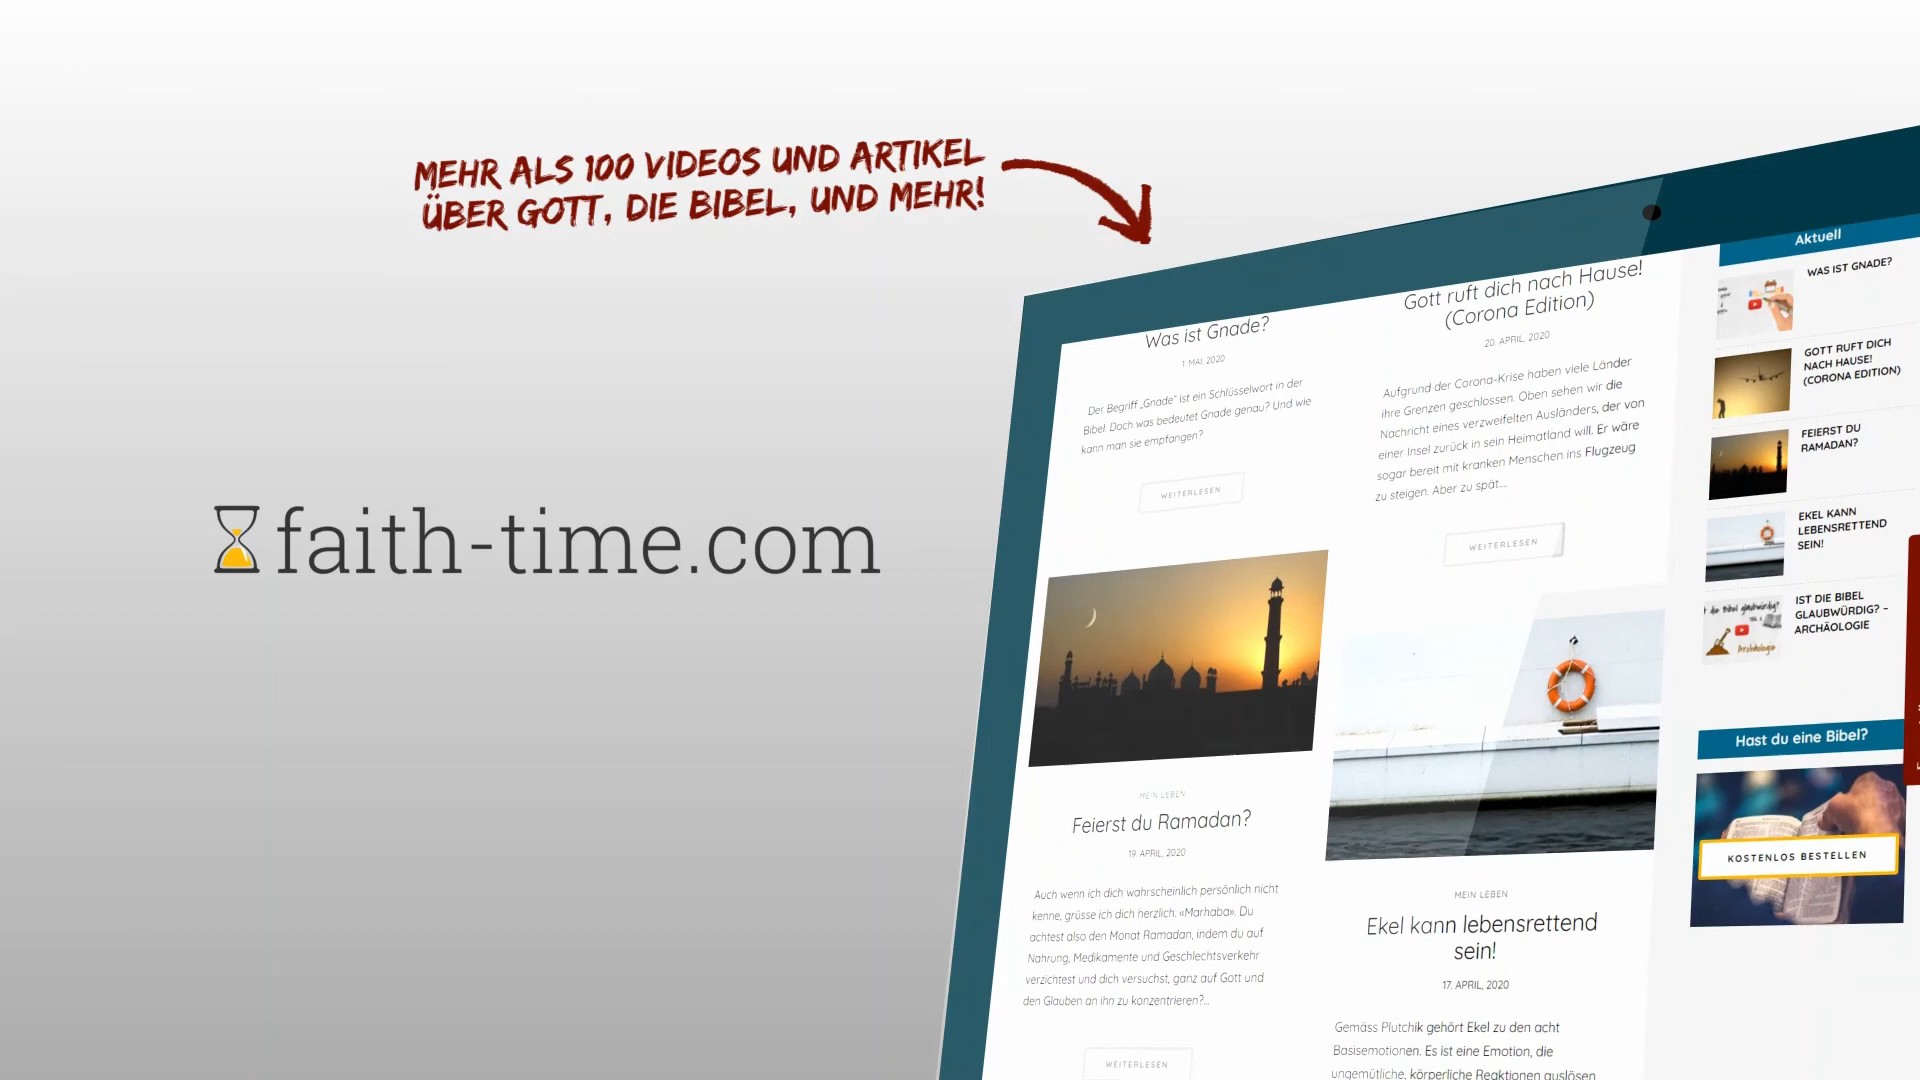 MEHR ALS 100 VIDEOS UND ARTIKEL
ÜBER GOTT, DIE BIBEL, UND MEHR!
faith-time.com
Was ist Gnade?
1. MAI, 2020
Der Begriff „Gnade" ist ein Schlüsselwort in der
Bibel. Doch was bedeutet Gnade genau? Und wie
kann man sie empfangen?
WEITERLESEN
Gott ruft dich nach Hause!
(Corona Edition)
20. APRIL, 2020
Aufgrund der Corona-Krise haben viele Länder
ihre Grenzen geschlossen. Oben sehen wir die
Nachricht eines verzweifelten Ausländers, der von
einer Insel zurück in sein Heimatland will. Er wäre
sogar bereit mit kranken Menschen ins Flugzeug
zu steigen. Aber zu spät....
WEITERLESEN
MEIN LEBEN
Feierst du Ramadan?
19. APRIL, 2020
Auch wenn ich dich wahrscheinlich persönlich nicht
kenne, grüsse ich dich herzlich: «Marhaba». Du
achtest also den Monat Ramadan, indem du auf
Nahrung, Medikamente und Geschlechtsverkehr
verzichtest und dich versuchst, ganz auf Gott und
den Glauben an ihn zu konzentrieren?...
WEITERLESEN
MEIN LEBEN
Ekel kann lebensrettend
sein!
17. APRIL, 2020
Gemäss Plutchik gehört Ekel zu den acht
Basisemotionen. Es ist eine Emotion, die
ungemütliche, körperliche Reaktionen auslösen
Aktuell
WAS IST GNADE?
GOTT RUFT DICH
NACH HAUSE!
(CORONA EDITION)
FEIERST DU
RAMADAN?
EKEL KANN
LEBENSRETTEND
SEIN!
IST DIE BIBEL
GLAUBWÜRDIG? –
ARCHÄOLOGIE
die Bibel glaubwürdig?
Archäologie
Hast du eine Bibel?
KOSTENLOS BESTELLEN